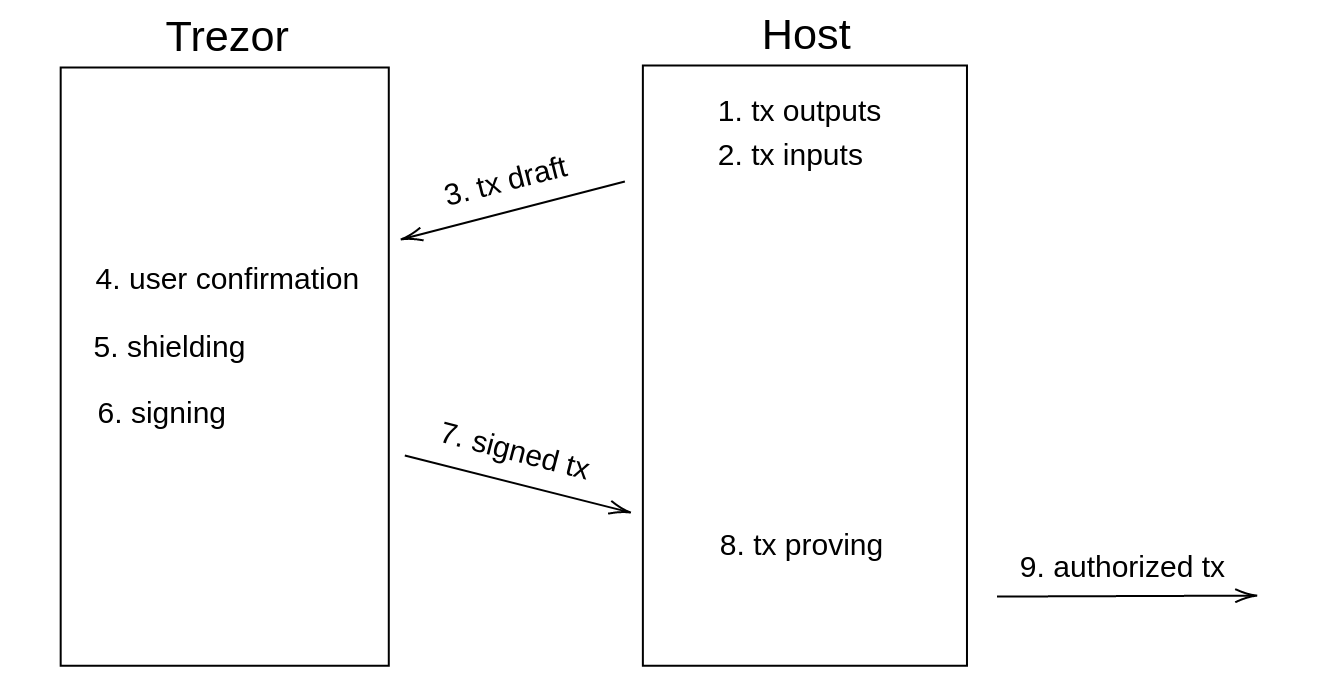 Trezor
Host
1. tx outputs
2. tx inputs
3. tx draft
4. user confirmation
5. shielding
6. signing
7. signed tx
8. tx proving
9. authorized tx